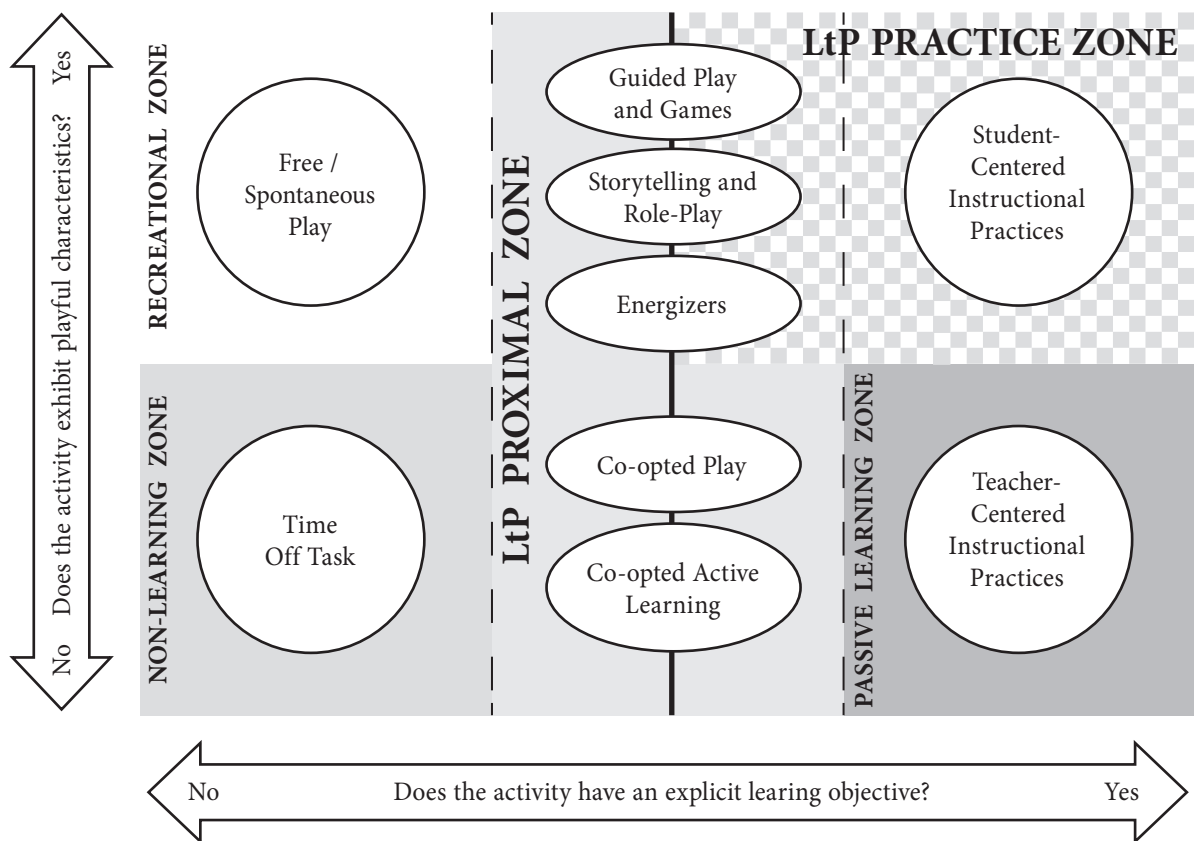 Does the activity exhibit playful characteristics?
Yes
No
RECREATIONAL ZONE
NON-LEARNING ZONE
LtP PROXIMAL ZONE
LtP PRACTICE ZONE
PASSIVE LEARNING ZONE
Free /
Spontaneous
Play
Guided Play
and Games
Storytelling and
Role-Play
Energizers
Student-
Centered
Instructional
Practices
Time
Off Task
Co-opted Play
Co-opted Active
Learning
Teacher-
Centered
Instructional
Practices
No
Does the activity have an explicit learing objective?
Yes